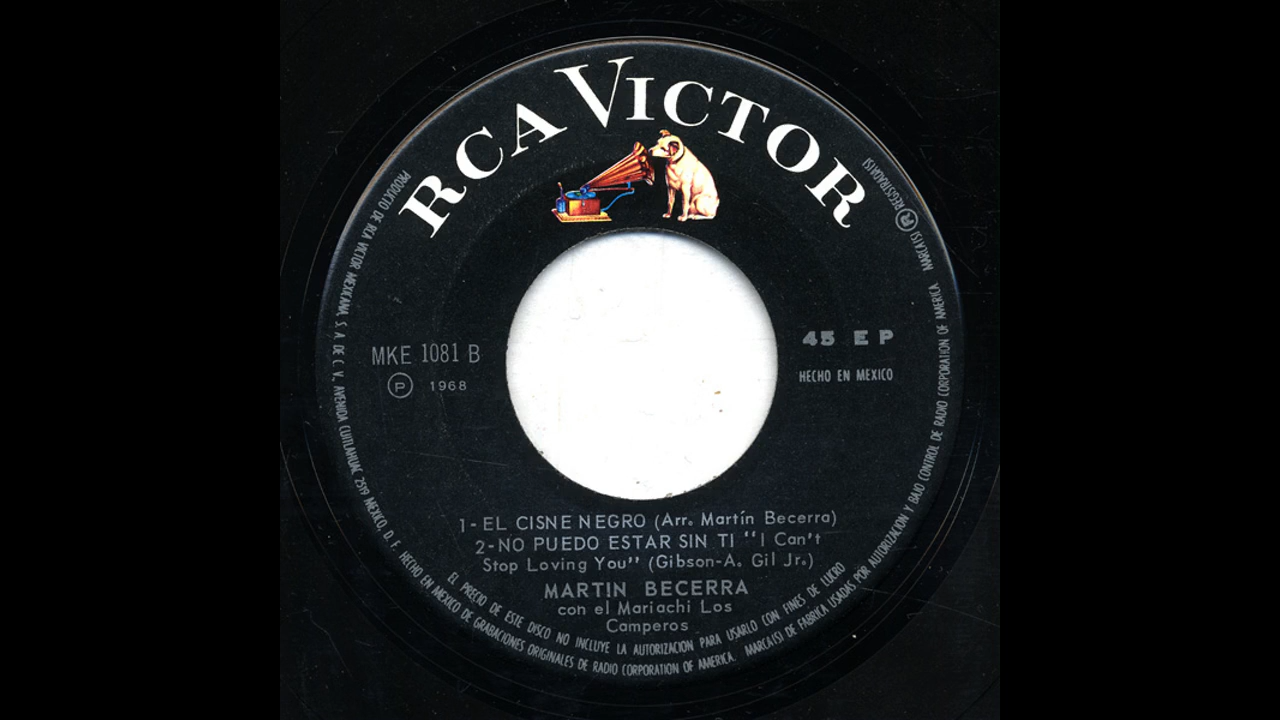 RCA VICTOR
MKE 1081 B
Ⓟ 1968
45 E P
HECHO EN MEXICO
1-EL CISNE NEGRO (Arr. Martín Becerra)
2-NO PUEDO ESTAR SIN TI "I Can't
Stop Loving You" (Gibson-A. Gil Jr.)
MARTIN BECERRA
con el Mariachi Los
Camperos
PRODUCTO DE RCA VICTOR MEXICANA, S. A. DE C. V., AVENIDA CUITLAHUAC 2519 MEXICO, D. F. HECHO EN MEXICO DE GRABACIONES ORIGINALES DE RADIO CORPORATION OF AMERICA. MARCA(S) DE FABRICA USADAS POR AUTORIZACION Y BAJO CONTROL DE RADIO CORPORATION OF AMERICA. MARCA(S) ® REGISTRADA(S)
EL PRECIO DE ESTE DISCO NO INCLUYE LA AUTORIZACION PARA USARLO CON FINES DE LUCRO